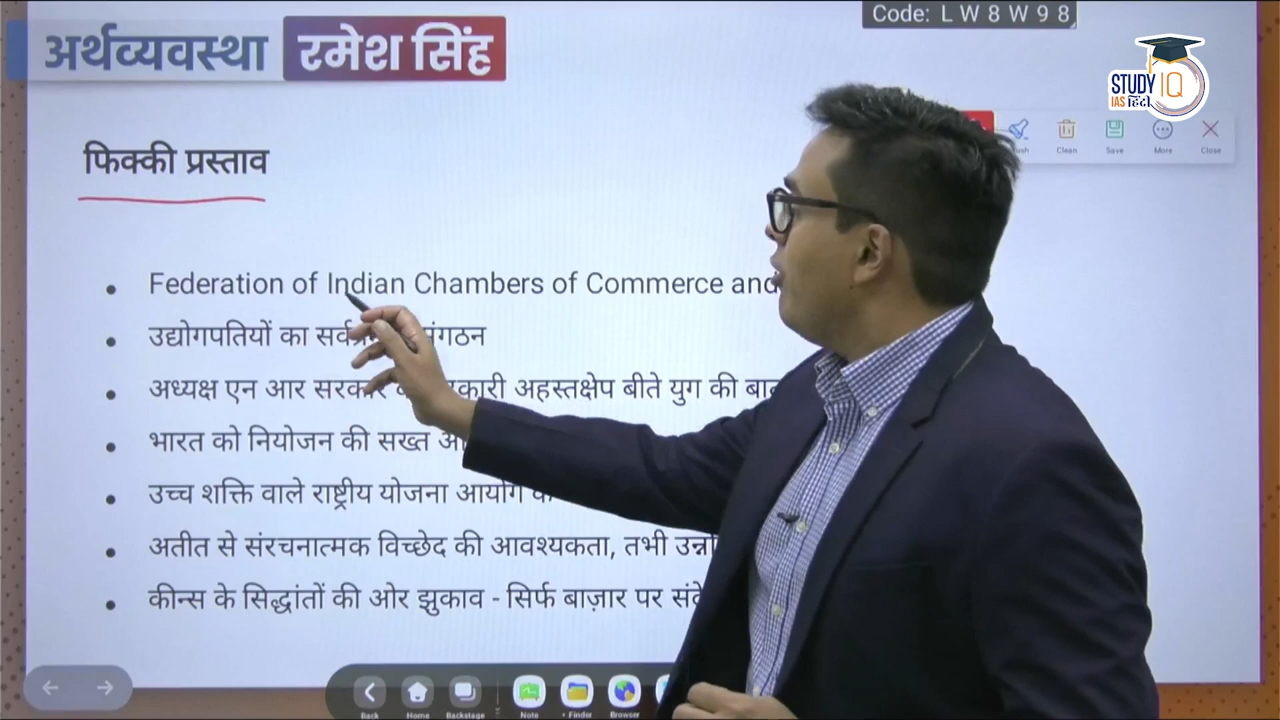 Code: L W 8 W 9 8
अर्थव्यवस्था रमेश सिंह
STUDY IQ
IAS हिंदी
Clean Save More Close
फिक्की प्रस्ताव
Federation of Indian Chambers of Commerce and
उद्योगपतियों का
अध्यक्ष एन आर सरकार अहस्तक्षेप बीते युग की
भारत को नियोजन की सख्त
उच्च शक्ति वाले राष्ट्रीय योजना आयोग
अतीत से संरचनात्मक विच्छेद की आवश्यकता, तभी
कीन्स के सिद्धांतों की ओर झुकाव - सिर्फ बाज़ार पर
Back Home Backstage Note Finder Browser